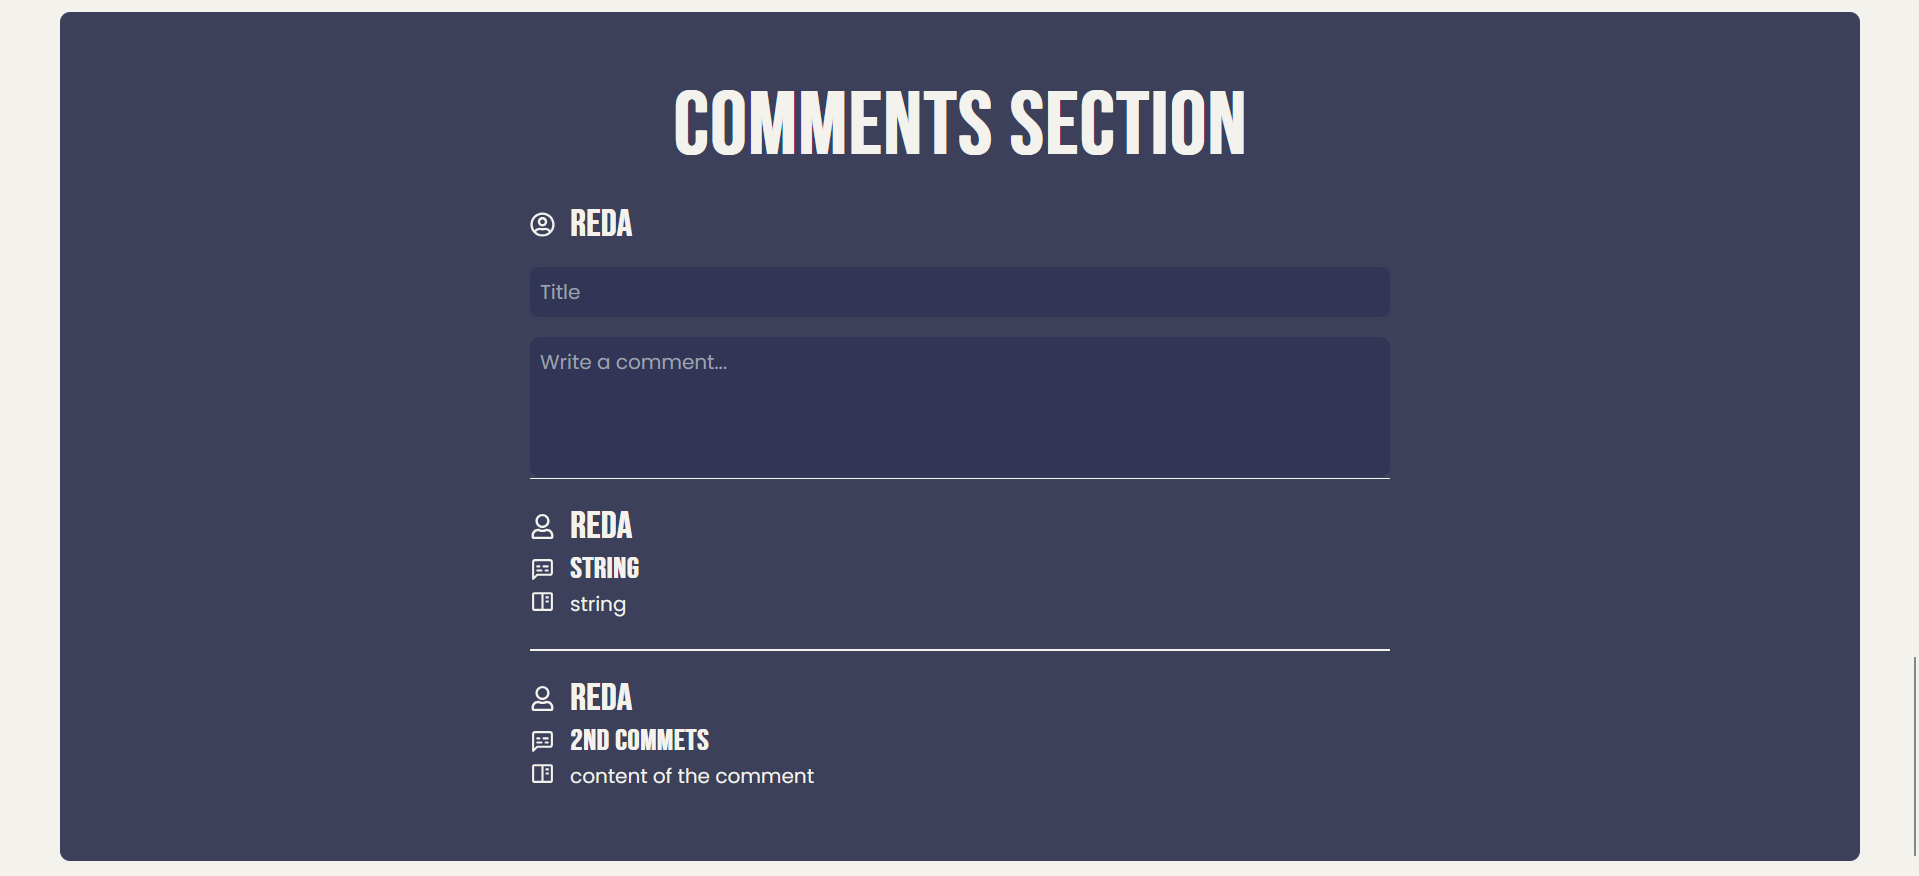 COMMENTS SECTION
REDA
Title
Write a comment...
REDA
STRING
string
REDA
2ND COMMETS
content of the comment